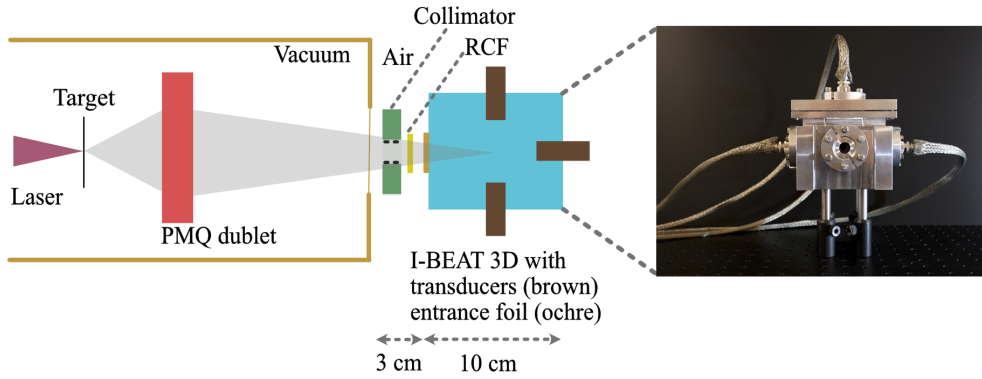 Collimator
RCF
Vacuum
Air
Target
Laser
PMQ dublet
I-BEAT 3D with
transducers (brown)
entrance foil (ochre)
3 cm
10 cm